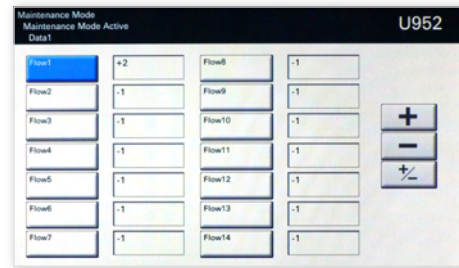 Maintenance Mode
Maintenance Mode Active
Data1
U952
Flow1 +2 Flow8 -1
Flow2 -1 Flow9 -1
Flow3 -1 Flow10 -1
Flow4 -1 Flow11 -1
Flow5 -1 Flow12 -1
Flow6 -1 Flow13 -1
Flow7 -1 Flow14 -1
+
−
+/−